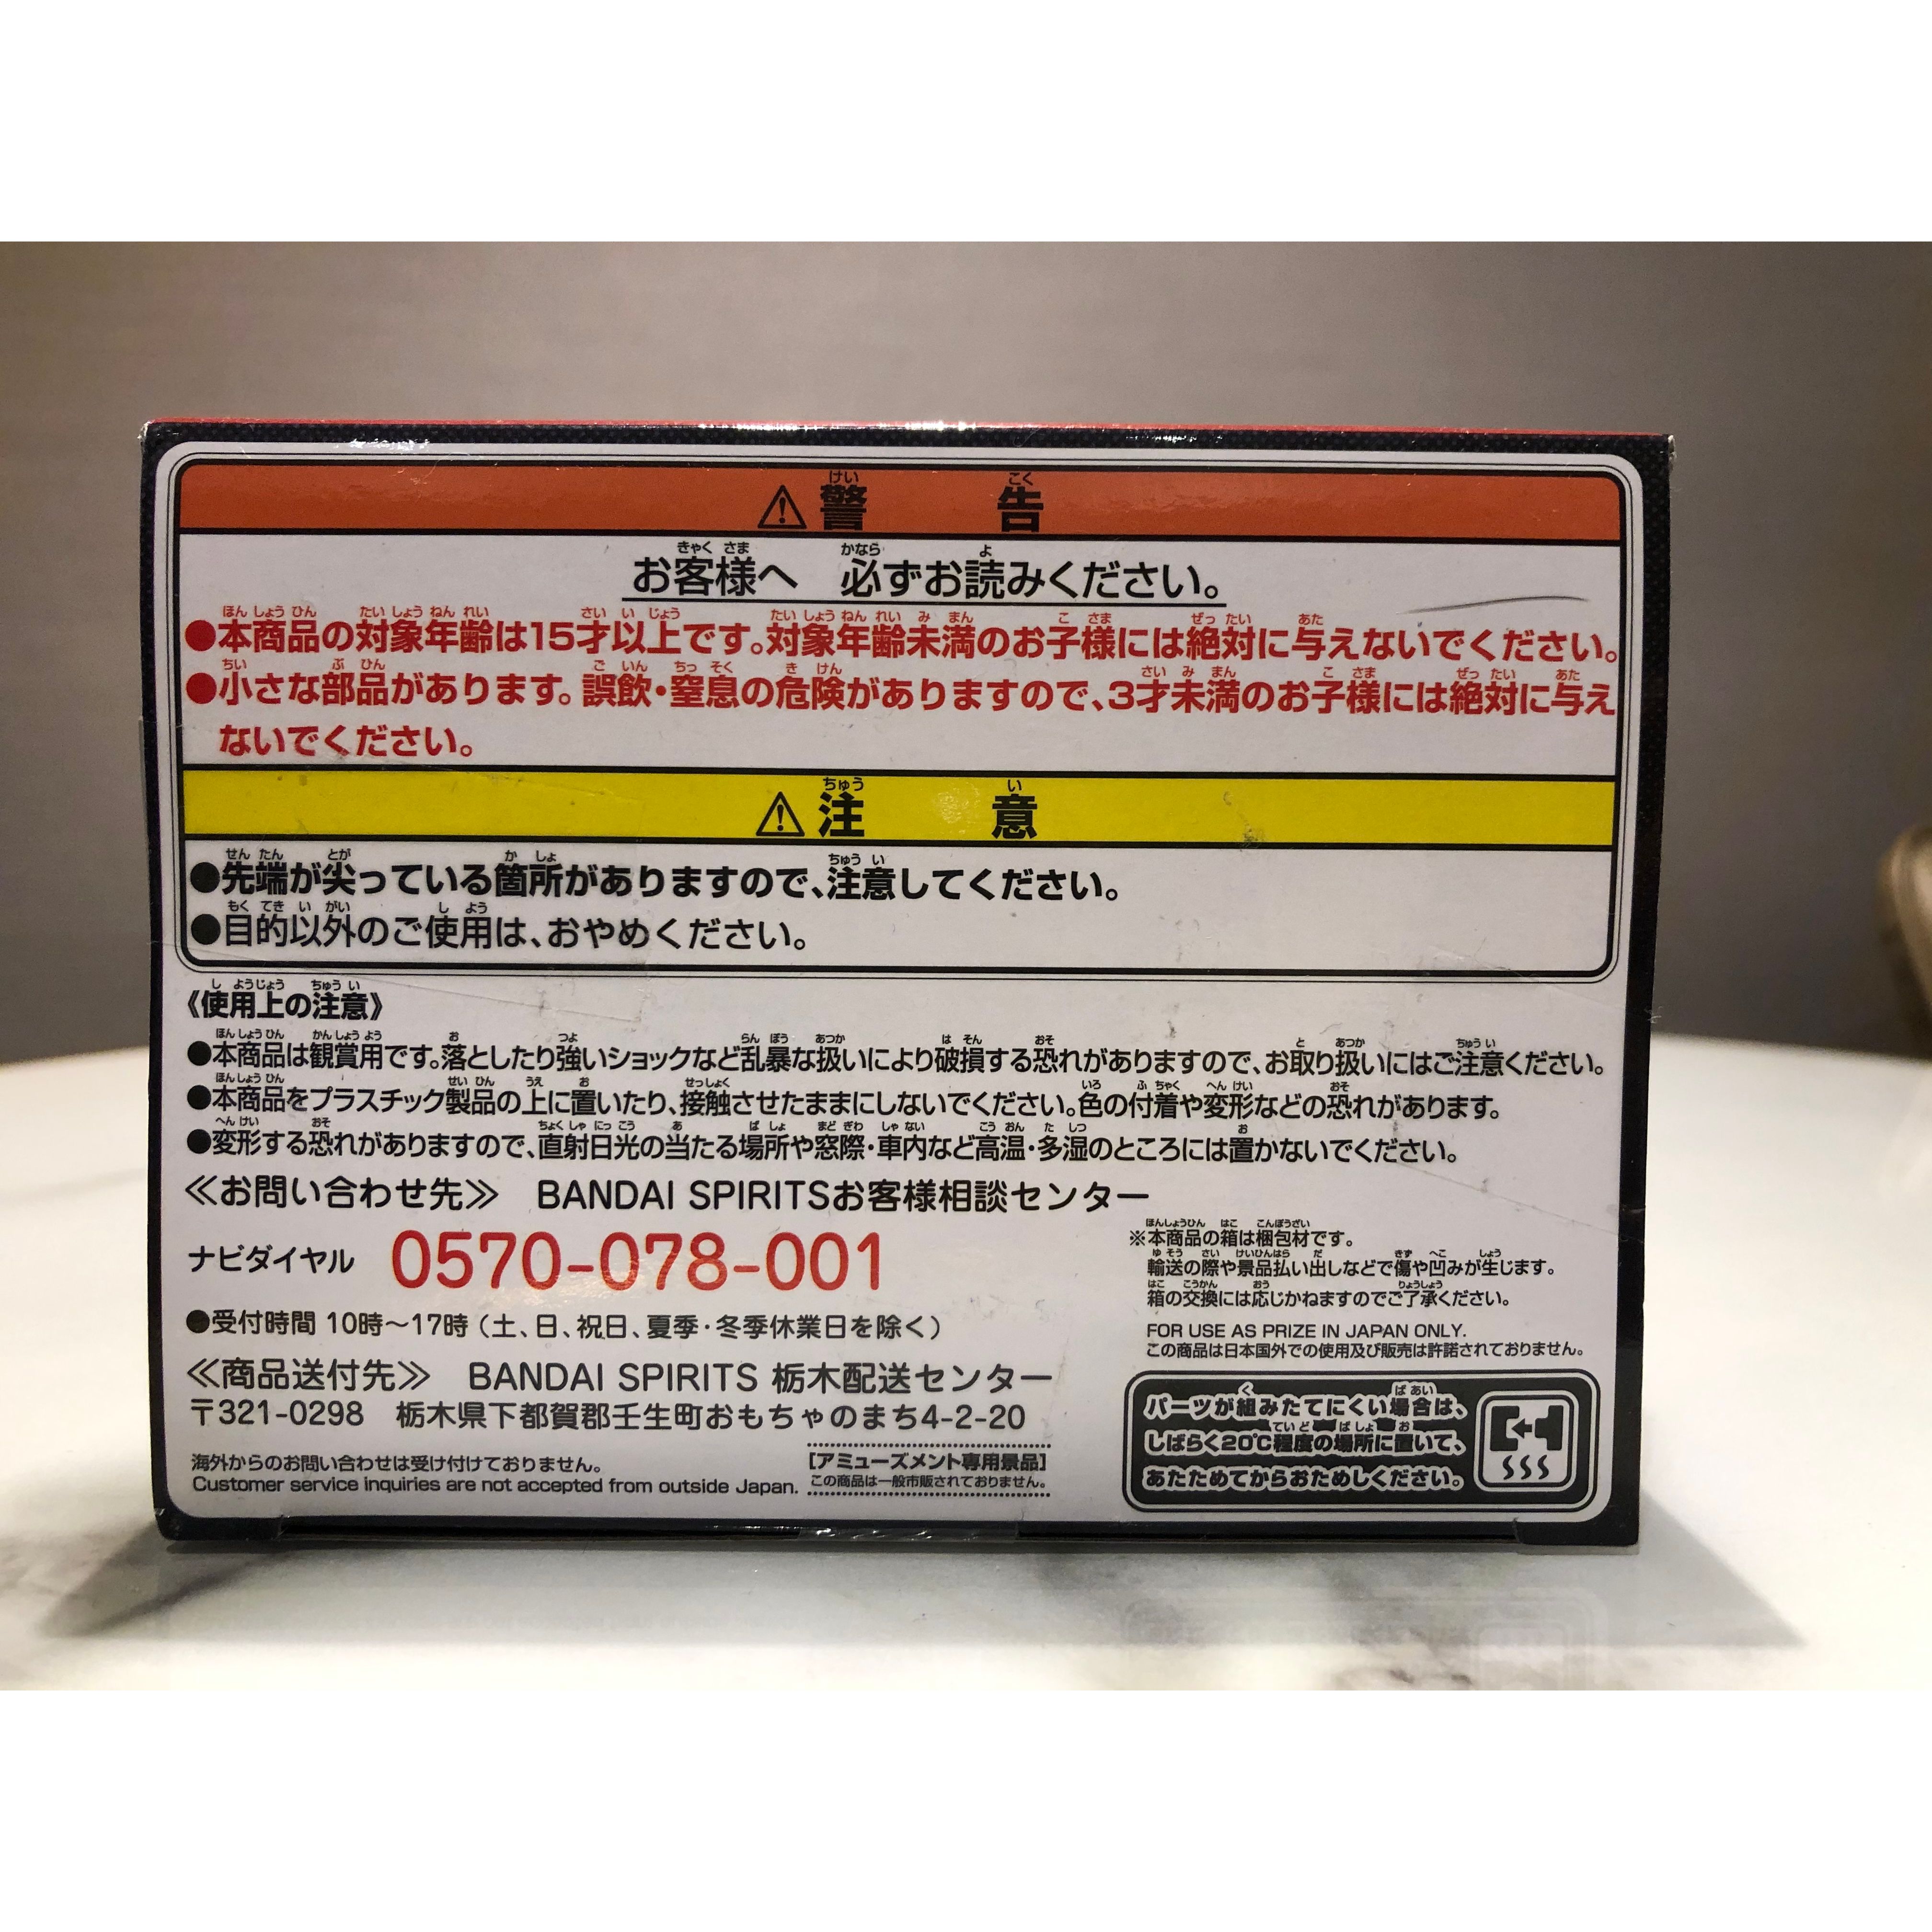 ⚠警告
お客様へ 必ずお読みください。
●本商品の対象年齢は15才以上です。対象年齢未満のお子様には絶対に与えないでください。
●小さな部品があります。誤飲・窒息の危険がありますので、3才未満のお子様には絶対に与え
ないでください。
⚠注意
●先端が尖っている箇所がありますので、注意してください。
●目的以外のご使用は、おやめください。
《使用上の注意》
●本商品は観賞用です。落としたり強いショックなど乱暴な扱いにより破損する恐れがありますので、お取り扱いにはご注意ください。
●本商品をプラスチック製品の上に置いたり、接触させたままにしないでください。色の付着や変形などの恐れがあります。
●変形する恐れがありますので、直射日光の当たる場所や窓際・車内など高温・多湿のところには置かないでください。
≪お問い合わせ先≫ BANDAI SPIRITSお客様相談センター
ナビダイヤル 0570-078-001
●受付時間 10時~17時(土、日、祝日、夏季・冬季休業日を除く)
≪商品送付先≫ BANDAI SPIRITS 栃木配送センター
〒321-0298 栃木県下都賀郡壬生町おもちゃのまち4-2-20
海外からのお問い合わせは受け付けておりません。
Customer service inquiries are not accepted from outside Japan.
[アミューズメント専用景品]
この商品は一般市販されておりません。
※本商品の箱は梱包材です。
輸送の際や景品払い出しなどで傷や凹みが生じます。
箱の交換には応じかねますのでご了承ください。
FOR USE AS PRIZE IN JAPAN ONLY.
この商品は日本国外での使用及び販売は許諾されておりません。
パーツが組みたてにくい場合は、
しばらく20℃程度の場所に置いて、
あたためてからおためしください。